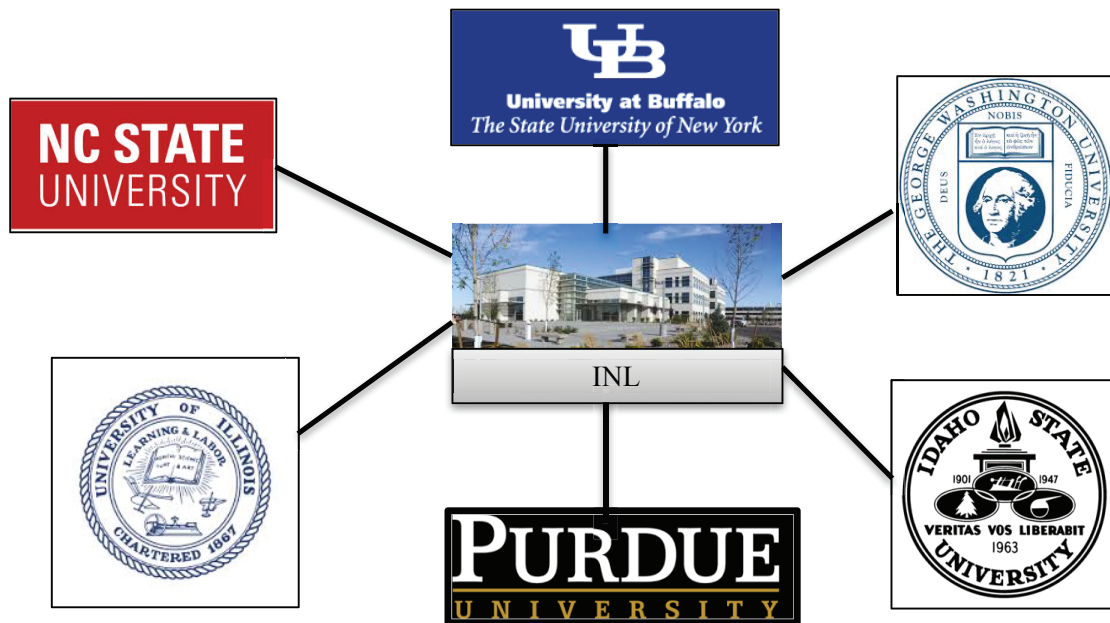 UB
University at Buffalo
The State University of New York
NC STATE
UNIVERSITY
THE GEORGE WASHINGTON UNIVERSITY
NOBIS
DEUS
FIDUCIA
· 1821 ·
INL
UNIVERSITY OF ILLINOIS
LEARNING & LABOR
CHARTERED 1867
IDAHO STATE
1901
1947
VERITAS VOS LIBERABIT
1963
UNIVERSITY
PURDUE
UNIVERSITY